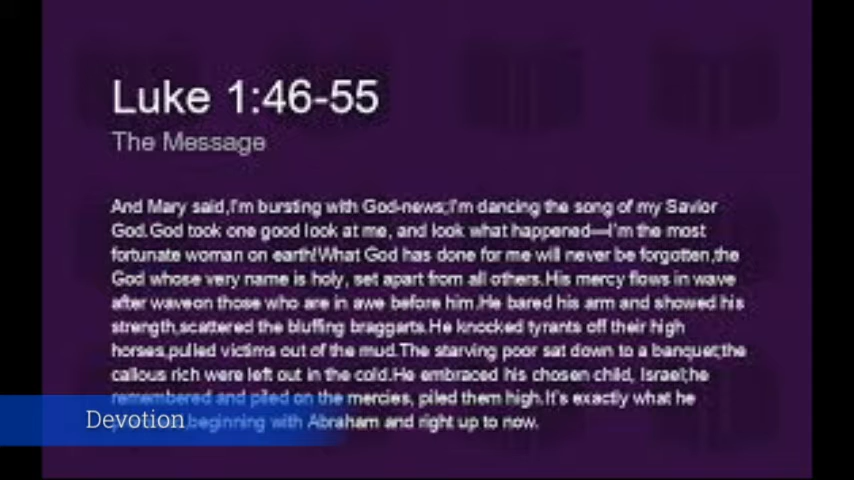 Luke 1:46-55
The Message
And Mary said,I'm bursting with God-news;I'm dancing the song of my Savior
God.God took one good look at me, and look what happened—I'm the most
fortunate woman on earth!What God has done for me will never be forgotten,the
God whose very name is holy, set apart from all others.His mercy flows in wave
after waveon those who are in awe before him.He bared his arm and showed his
strength,scattered the bluffing braggarts.He knocked tyrants off their high
horses,pulled victims out of the mud.The starving poor sat down to a banquet;the
callous rich were left out in the cold.He embraced his chosen child, Israel;he
remembered and piled on the mercies, piled them high.It's exactly what he
beginning with Abraham and right up to now.
Devotion